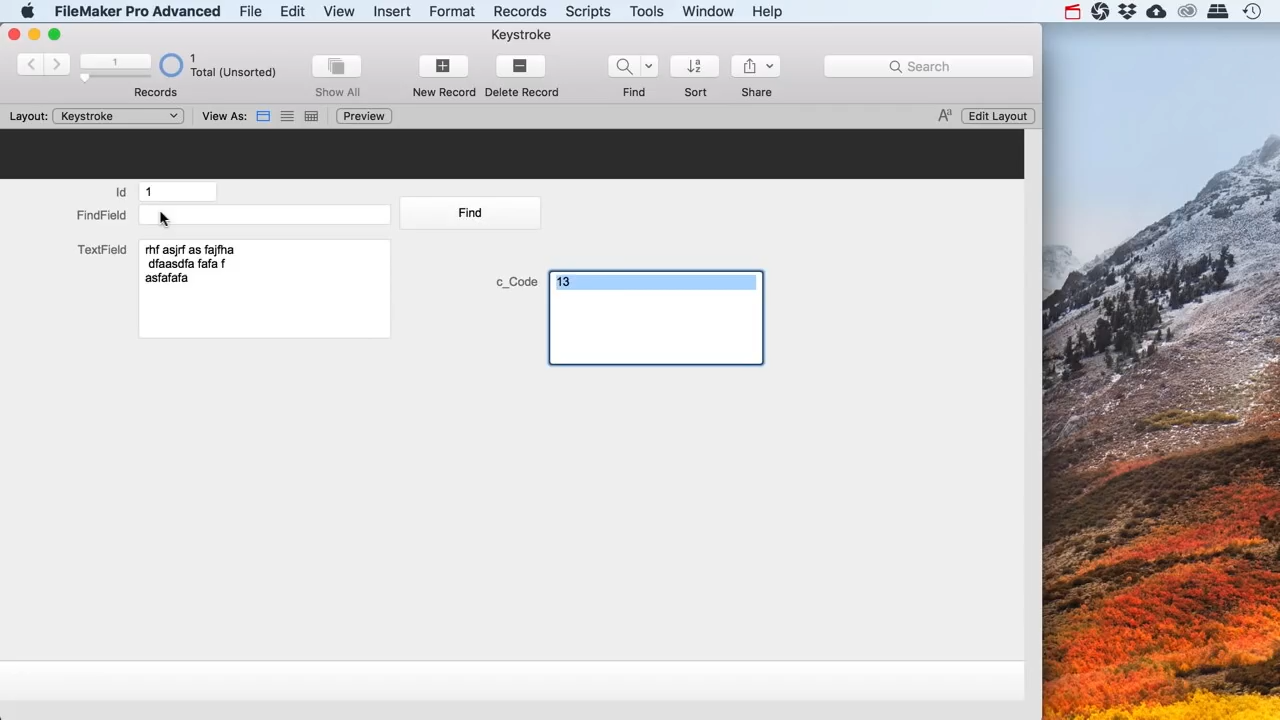 FileMaker Pro Advanced File Edit View Insert Format Records Scripts Tools Window Help
Keystroke
1
1
Total (Unsorted)
Records
Show All
New Record
Delete Record
Find
Sort
Share
Search
Layout: Keystroke
View As:
Preview
Aa
Edit Layout
Id 1
FindField
Find
TextField
rhf asjrf as fajfha
dfaasdfa fafa f
asfafafa
c_Code
13